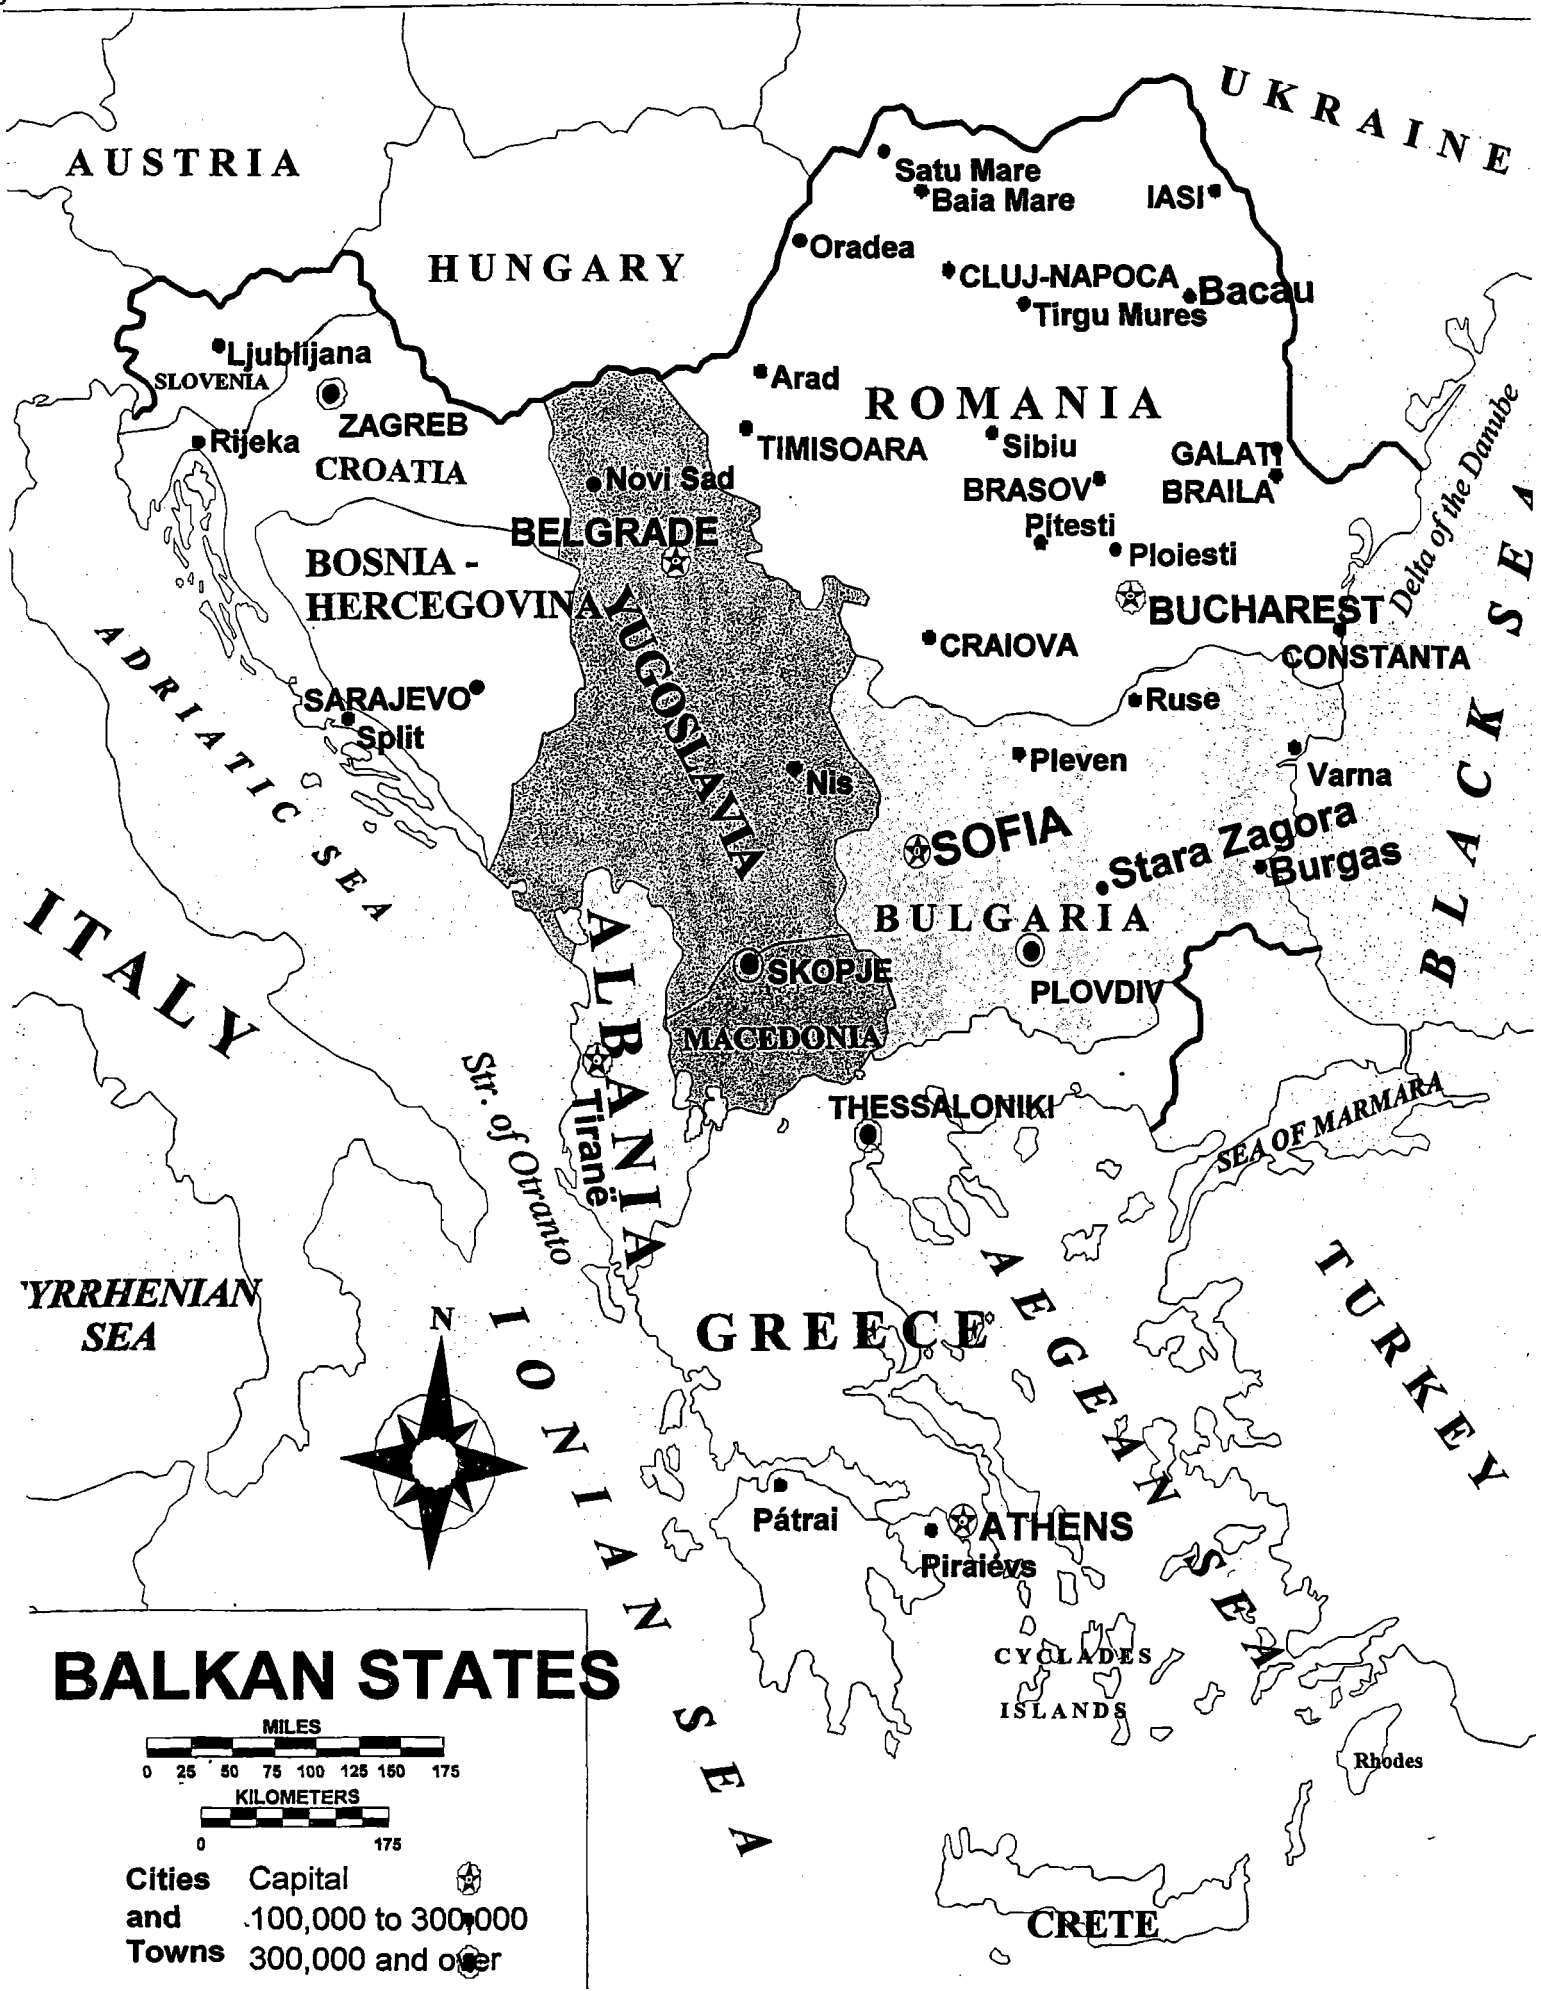 UKRAINE
AUSTRIA
Satu Mare
Baia Mare
IASI
Oradea
HUNGARY
CLUJ-NAPOCA
Bacau
Tirgu Mures
Ljublijana
SLOVENIA
Arad
ROMANIA
ZAGREB
Rijeka
CROATIA
TIMISOARA
Sibiu
GALATI
Novi Sad
BRASOV
BRAILA
Delta of the Danube
BELGRADE
Pitesti
Ploiesti
BOSNIA -
HERCEGOVINA
BUCHAREST
YUGOSLAVIA
CRAIOVA
CONSTANTA
BLACK SEA
ADRIATIC SEA
SARAJEVO
Split
Ruse
Pleven
Varna
Nis
SOFIA
Stara Zagora
Burgas
ITALY
BULGARIA
ALBANIA
SKOPJE
PLOVDIV
MACEDONIA
Str. of Otranto
Tiranë
THESSALONIKI
SEA OF MARMARA
TURKEY
AEGEAN SEA
'YRRHENIAN
SEA
N
IONIAN SEA
GREECE
Pátrai
ATHENS
Piraiévs
CYCLADES
ISLANDS
Rhodes
CRETE
BALKAN STATES
MILES
0 25 50 75 100 125 150 175
KILOMETERS
0 175
Cities Capital
and 100,000 to 300,000
Towns 300,000 and over